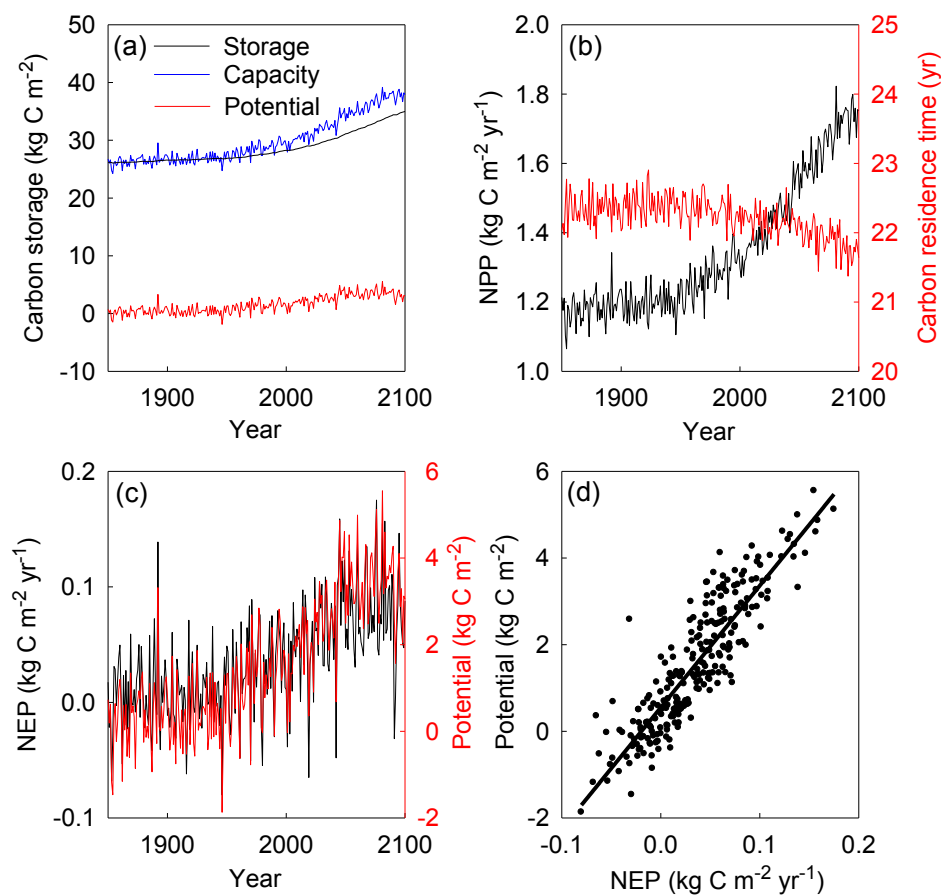 (a)
Storage
Capacity
Potential
50
40
30
20
10
0
-10
Carbon storage (kg C m-2)
1900
2000
2100
Year
(b)
2.0
1.8
1.6
1.4
1.2
1.0
NPP (kg C m-2 yr-1)
25
24
23
22
21
20
Carbon residence time (yr)
1900
2000
2100
Year
(c)
0.2
0.1
0.0
-0.1
NEP (kg C m-2 yr-1)
6
4
2
0
-2
Potential (kg C m-2)
1900
2000
2100
Year
(d)
6
4
2
0
-2
Potential (kg C m-2)
-0.1
0.0
0.1
0.2
NEP (kg C m-2 yr-1)